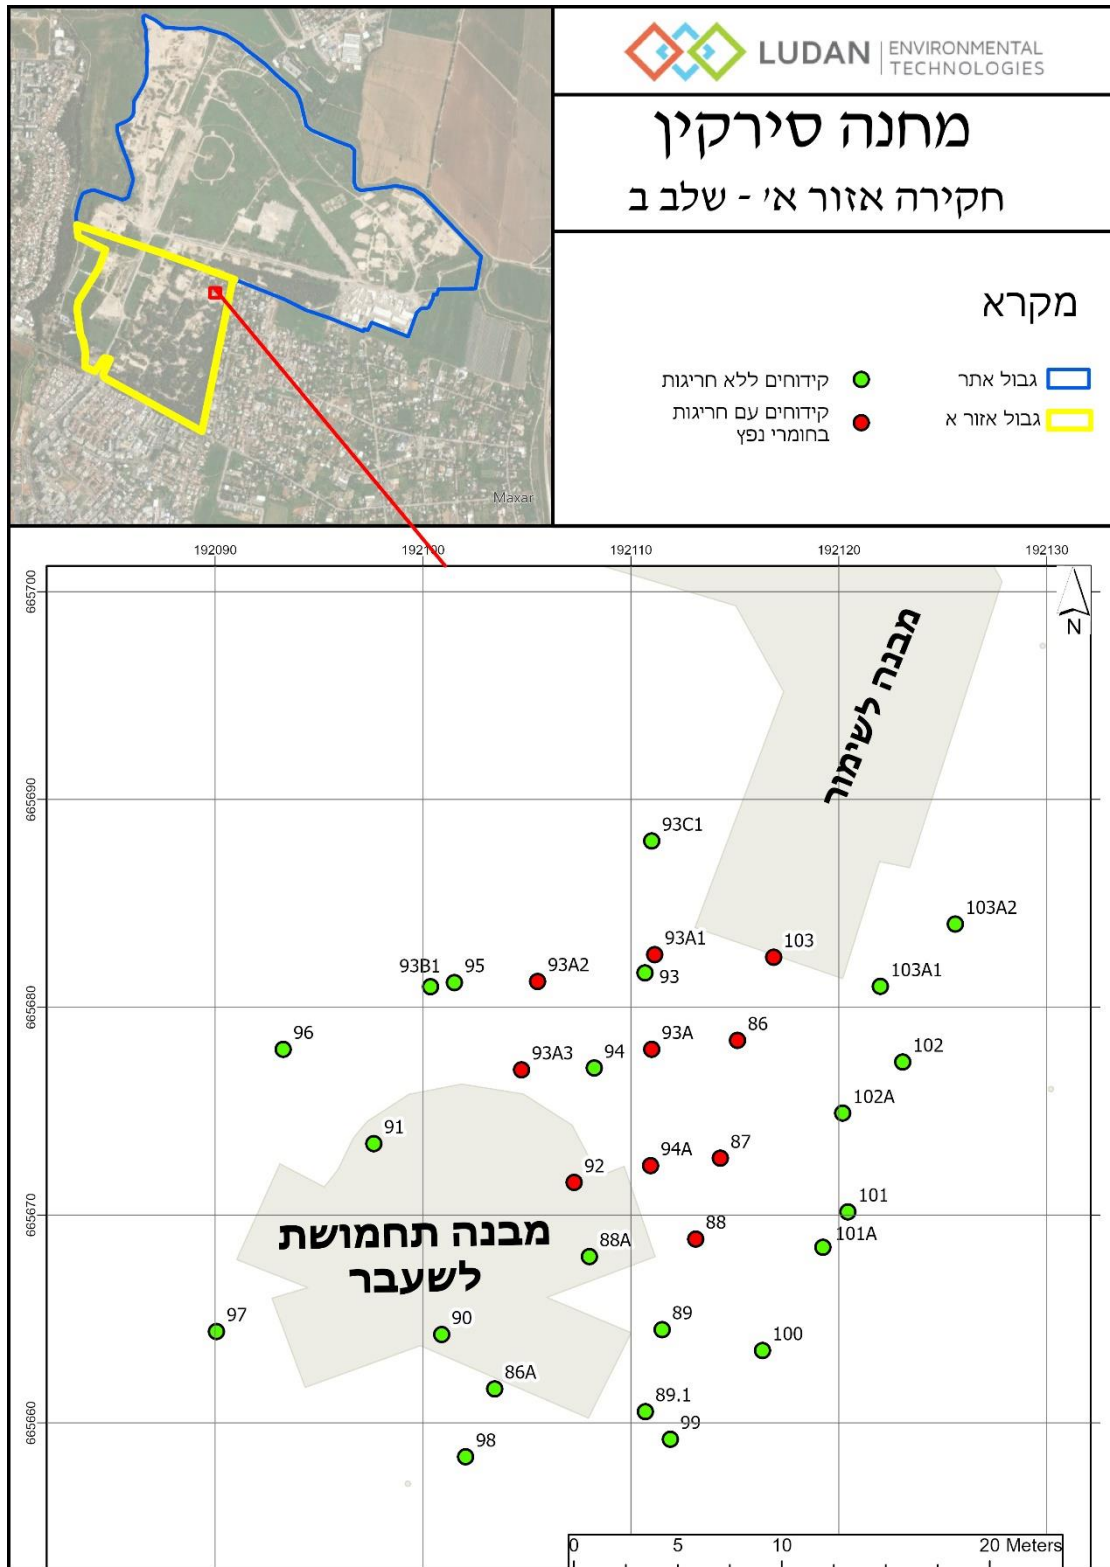 LUDAN | ENVIRONMENTAL
TECHNOLOGIES
מחנה סירקין
חקירה אזור א' - שלב ב
מקרא
גבול אתר
קידוחים ללא חריגות
גבול אזור א
קידוחים עם חריגות
בחומרי נפץ
Maxar
192090 192100 192110 192120 192130
665700
N
מבנה לשימור
665690
93C1
103A2
93A1
103
93B1
95
93A2
93
103A1
665680
96
86
93A
102
93A3
94
102A
91
87
94A
92
101
665670
88
101A
88A
מבנה תחמושת
לשעבר
97
90
89
100
86A
89.1
99
665660
98
0 5 10 20 Meters